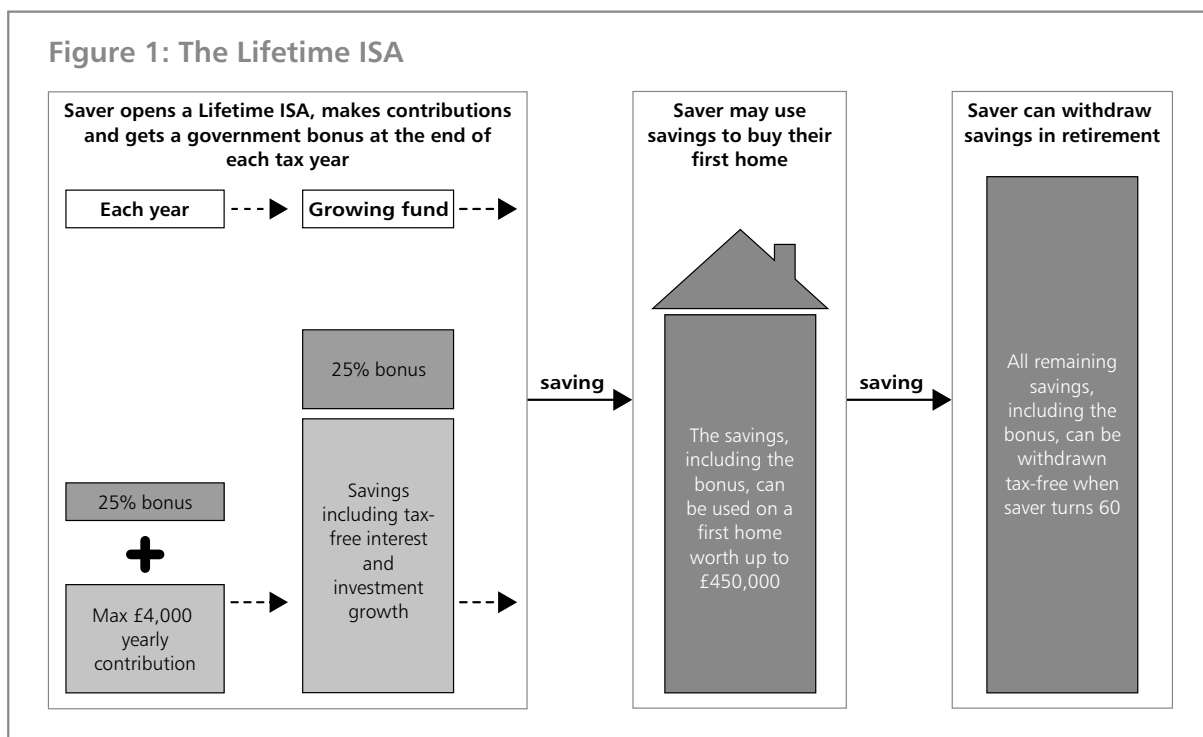 Figure 1: The Lifetime ISA
Saver opens a Lifetime ISA, makes contributions
and gets a government bonus at the end of
each tax year
Each year
Growing fund
25% bonus
Max £4,000
yearly
contribution
25% bonus
Savings
including tax-
free interest
and
investment
growth
saving
Saver may use
savings to buy their
first home
The savings,
including the
bonus, can
be used on a
first home
worth up to
£450,000
saving
Saver can withdraw
savings in retirement
All remaining
savings,
including the
bonus, can be
withdrawn
tax-free when
saver turns 60